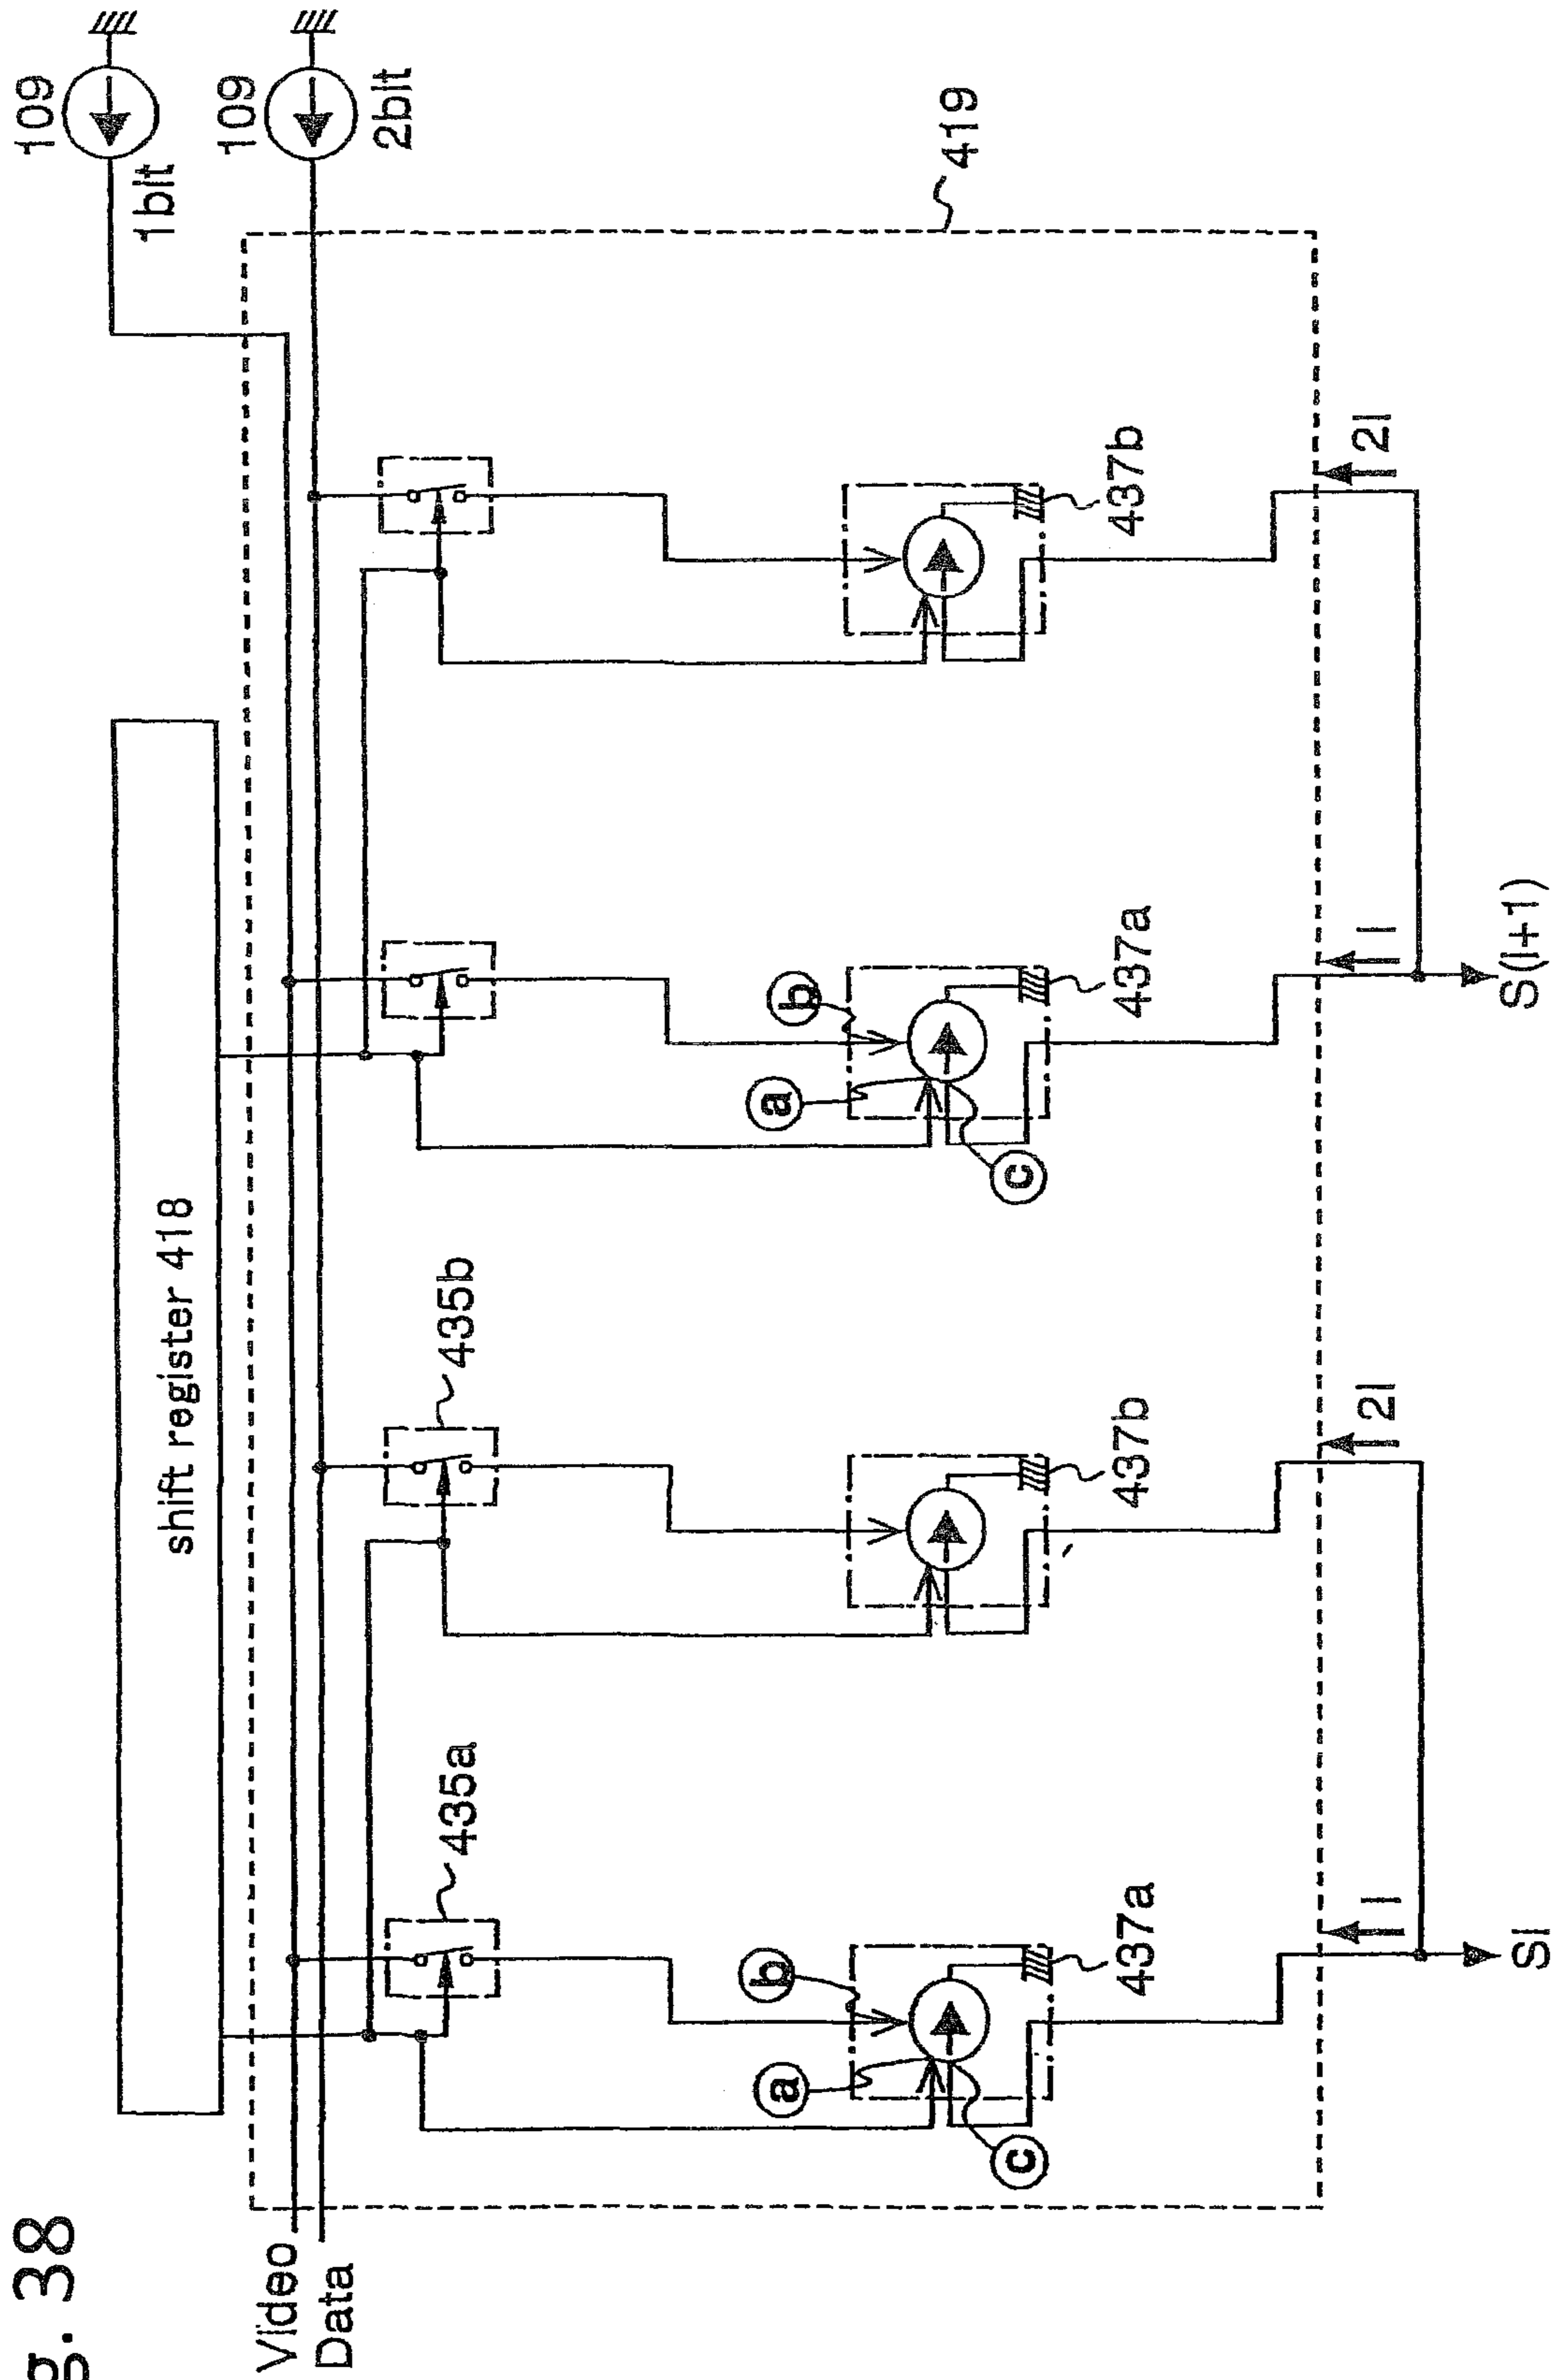 g. 38
109
1bit
109
2bit
shift register 418
Video
Data
419
435a
435b
437a
437b
437a
437b
a
b
c
a
b
c
I
2I
I
2I
Si
S(i+1)